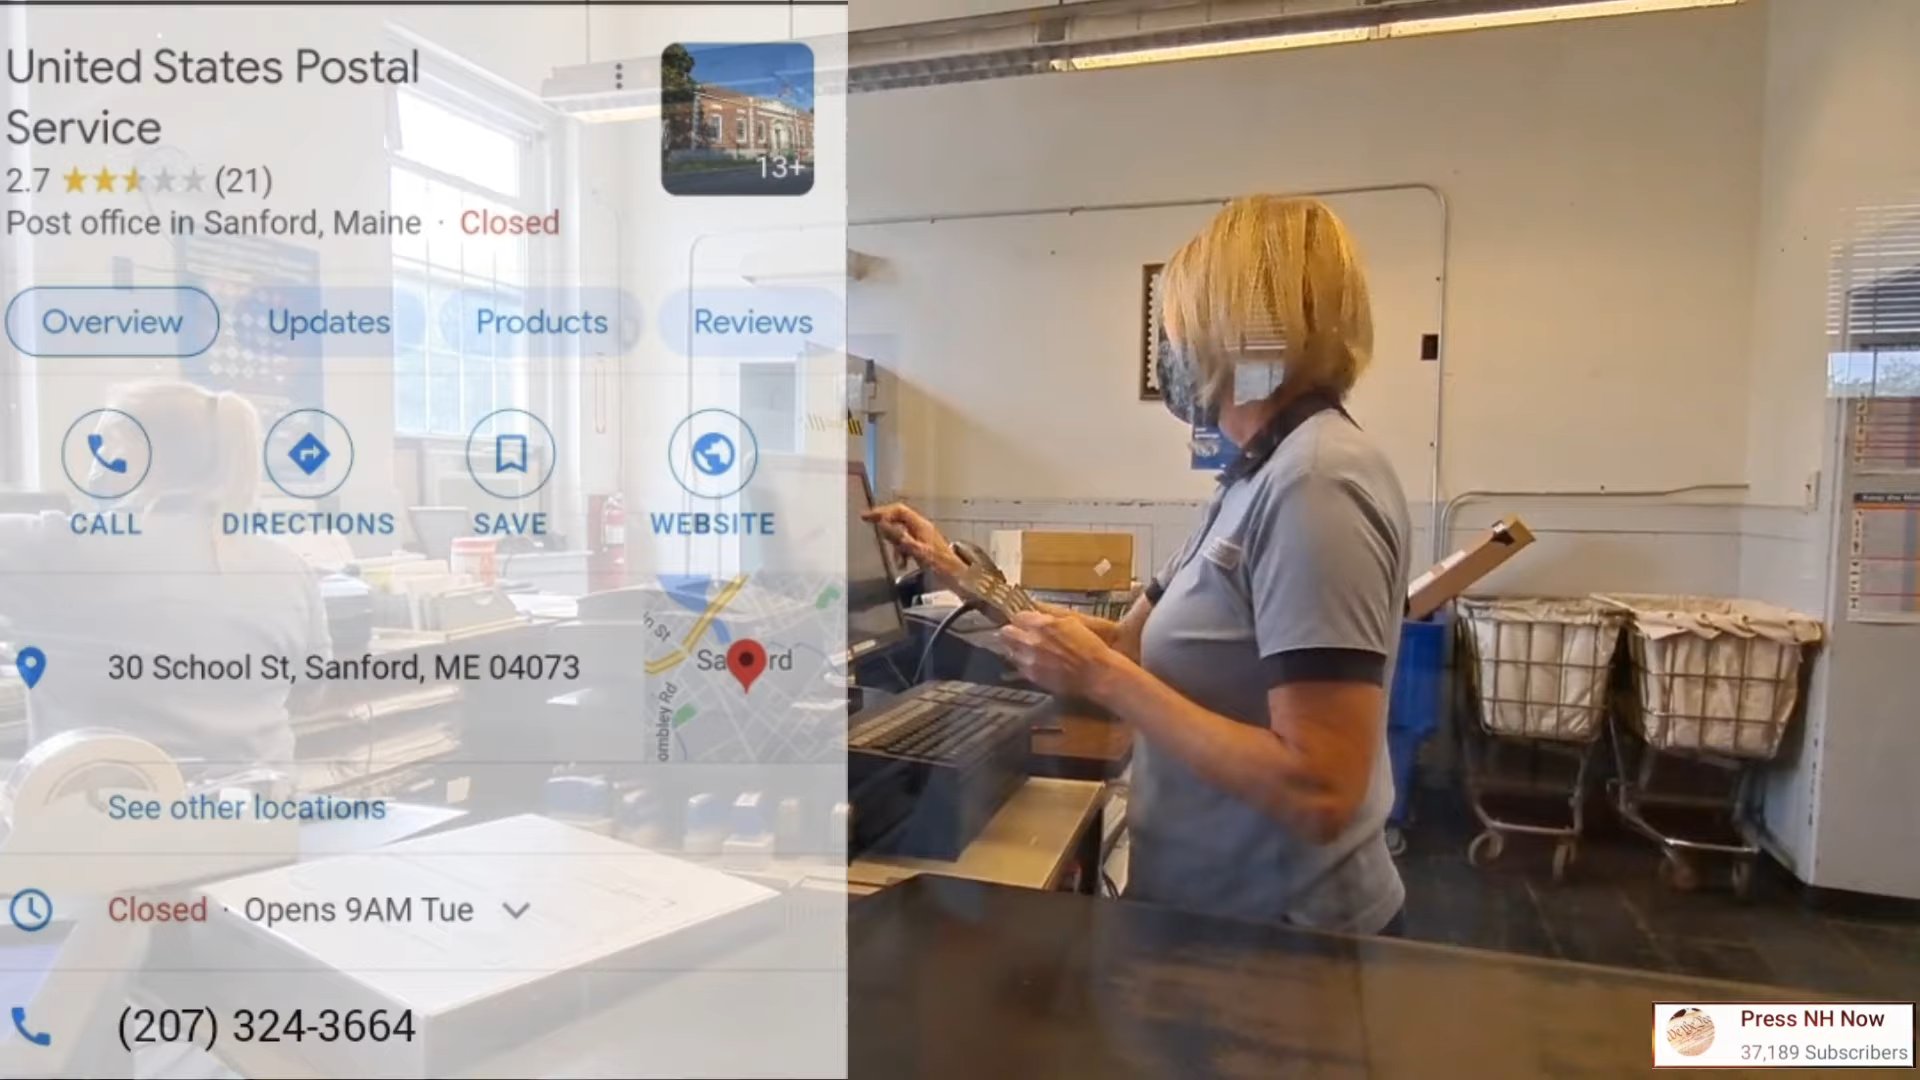 United States Postal
Service
2.7 (21)
Post office in Sanford, Maine · Closed
13+
Overview Updates Products Reviews
CALL DIRECTIONS SAVE WEBSITE
30 School St, Sanford, ME 04073
See other locations
Closed · Opens 9AM Tue
(207) 324-3664
Press NH Now
37,189 Subscribers